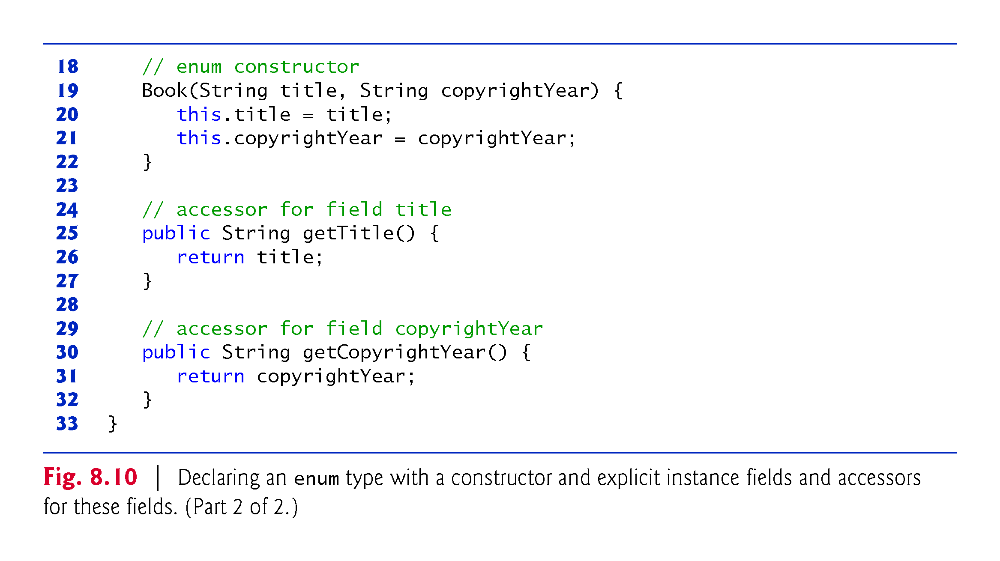 18 // enum constructor
19 Book(String title, String copyrightYear) {
20 this.title = title;
21 this.copyrightYear = copyrightYear;
22 }
23
24 // accessor for field title
25 public String getTitle() {
26 return title;
27 }
28
29 // accessor for field copyrightYear
30 public String getCopyrightYear() {
31 return copyrightYear;
32 }
33 }
Fig. 8.10 | Declaring an enum type with a constructor and explicit instance fields and accessors
for these fields. (Part 2 of 2.)